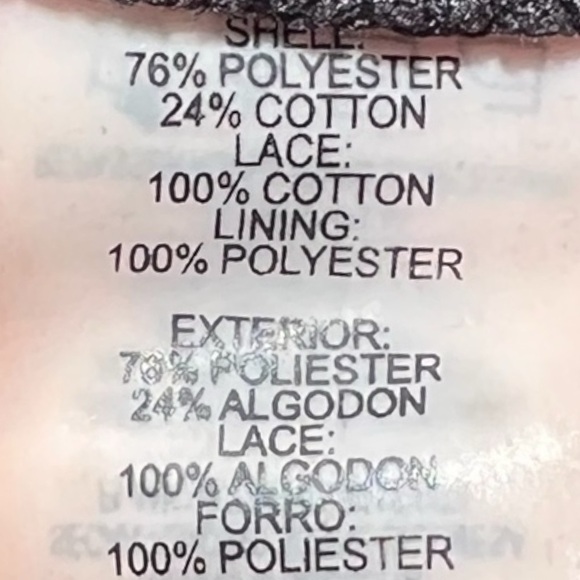 SHELL:
76% POLYESTER
24% COTTON
LACE:
100% COTTON
LINING:
100% POLYESTER
EXTERIOR:
76% POLIESTER
24% ALGODON
LACE:
100% ALGODON
FORRO:
100% POLIESTER